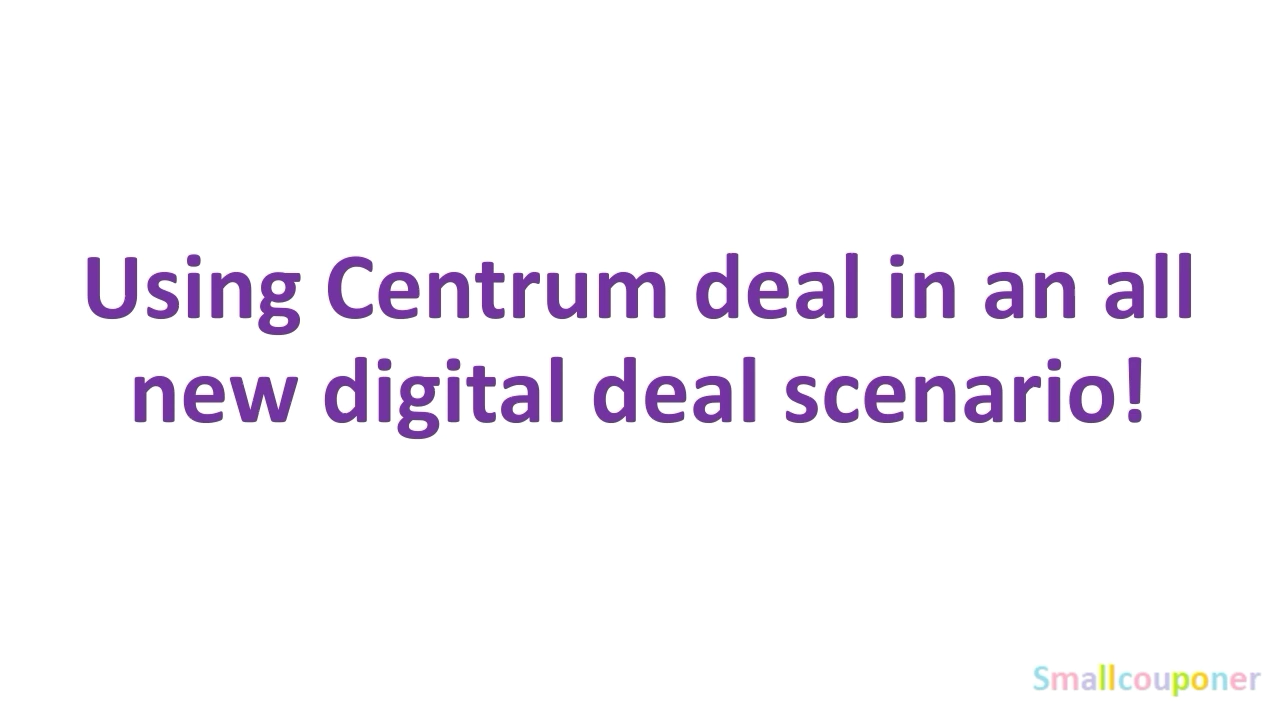 Using Centrum deal in an all
new digital deal scenario!
Smallcouponer